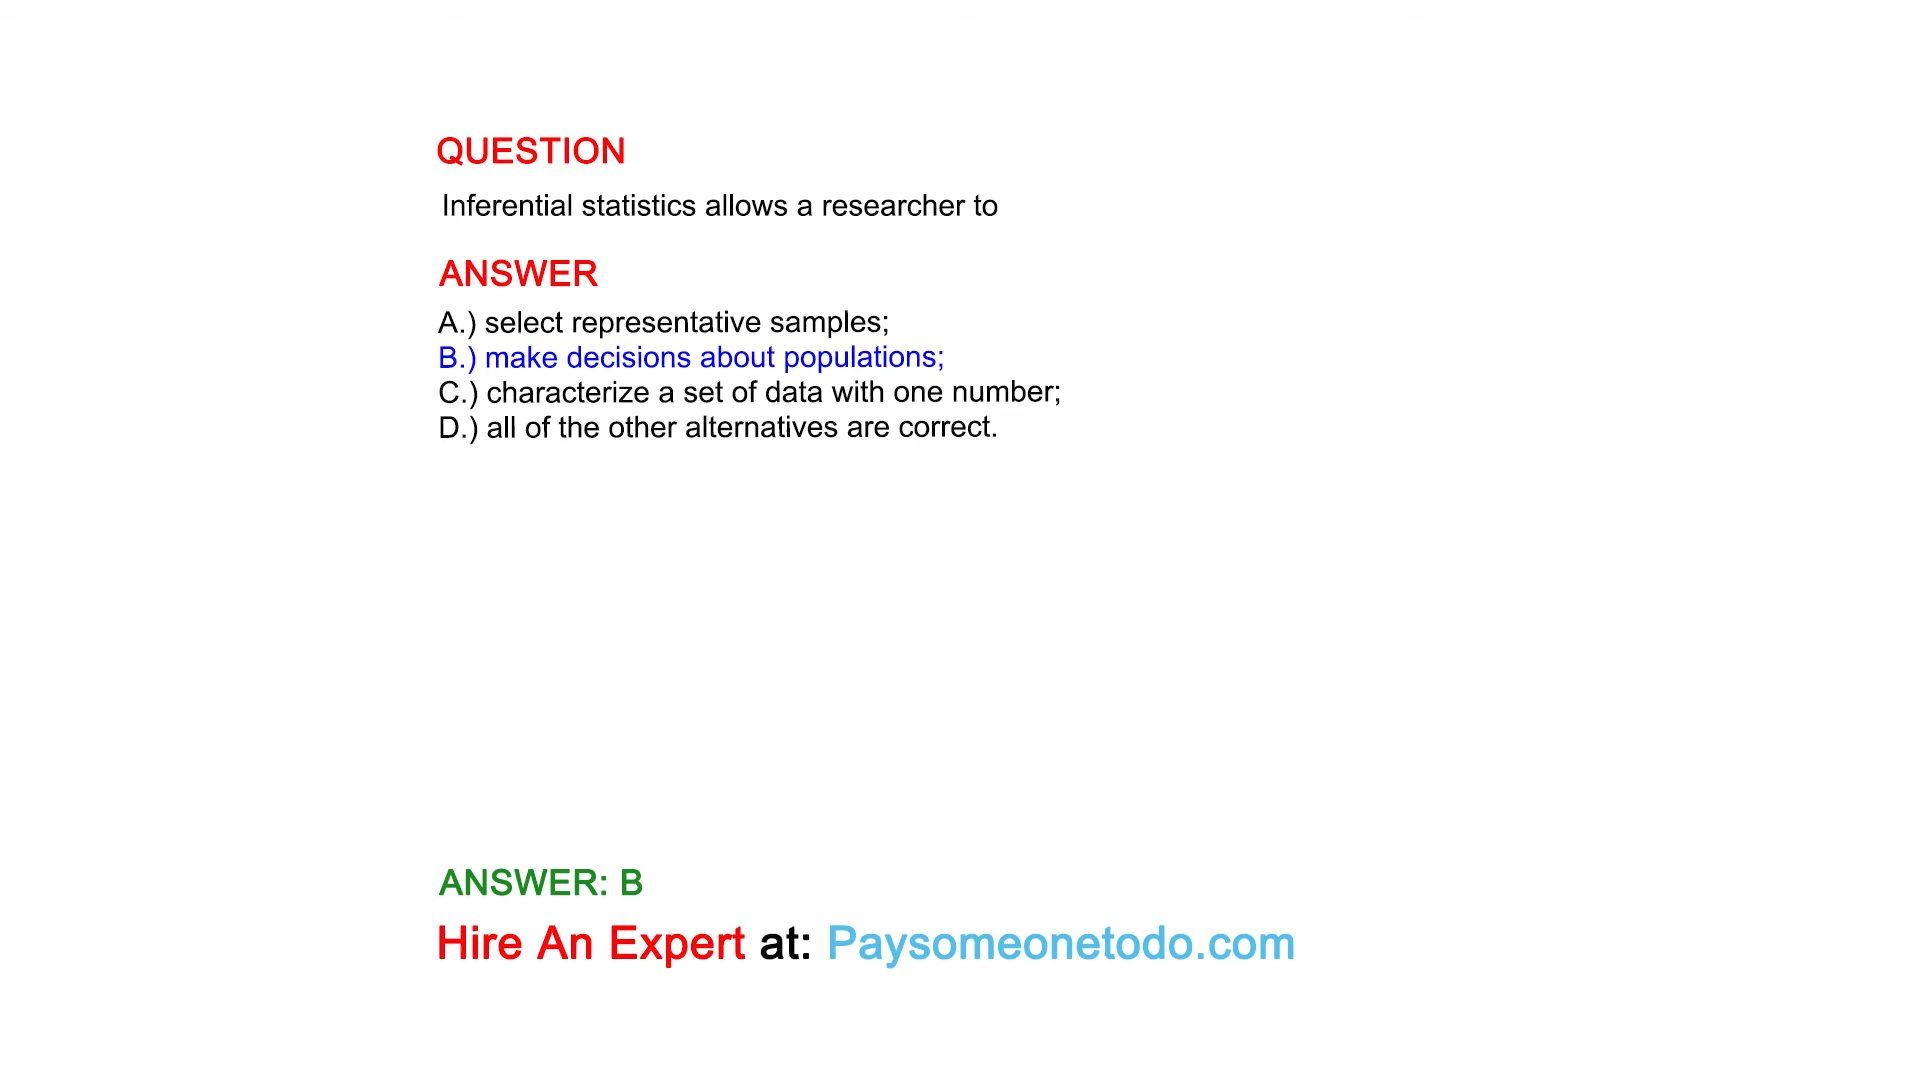 QUESTION
Inferential statistics allows a researcher to
ANSWER
A.) select representative samples;
B.) make decisions about populations;
C.) characterize a set of data with one number;
D.) all of the other alternatives are correct.
ANSWER: B
Hire An Expert at: Paysomeonetodo.com